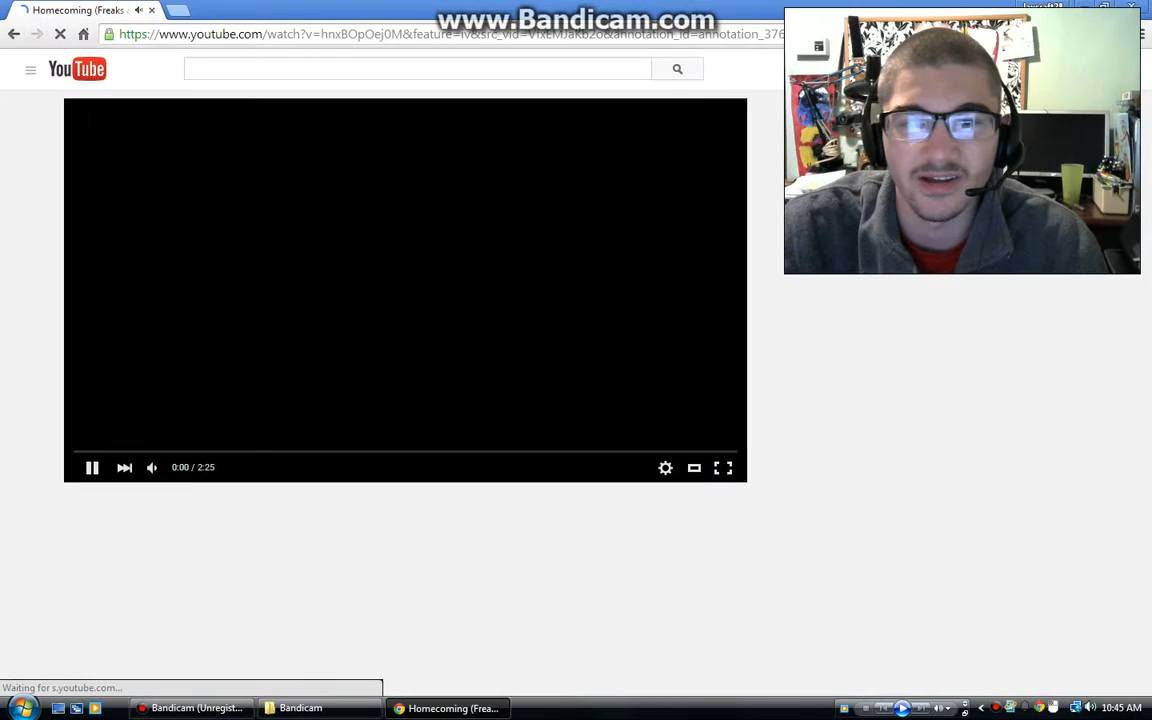 Homecoming (Freaks
www.Bandicam.com
https://www.youtube.com/watch?v=hnxBOpOej0M&feature=iv&src_vid=
annotation_id=annotation_376
YouTube
0:00 / 2:25
Waiting for s.youtube.com...
Bandicam (Unregist...
Bandicam
Homecoming (Frea...
10:45 AM